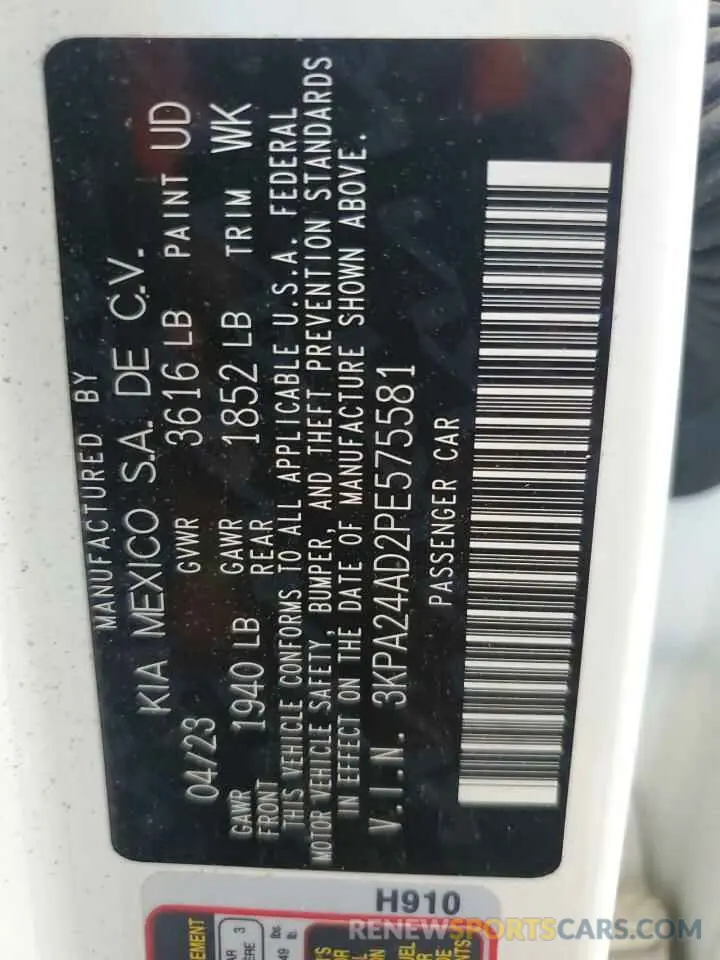 MANUFACTURED BY
KIA MEXICO S.A. DE C.V.
04/23 GVWR 3616 LB PAINT UD
GAWR FRONT 1940 LB GAWR REAR 1852 LB TRIM WK
THIS VEHICLE CONFORMS TO ALL APPLICABLE U.S.A. FEDERAL
MOTOR VEHICLE SAFETY, BUMPER, AND THEFT PREVENTION STANDARDS
IN EFFECT ON THE DATE OF MANUFACTURE SHOWN ABOVE.
V.I.N. 3KPA24AD2PE575581
PASSENGER CAR
H910
RENEWSPORTSCARS.COM